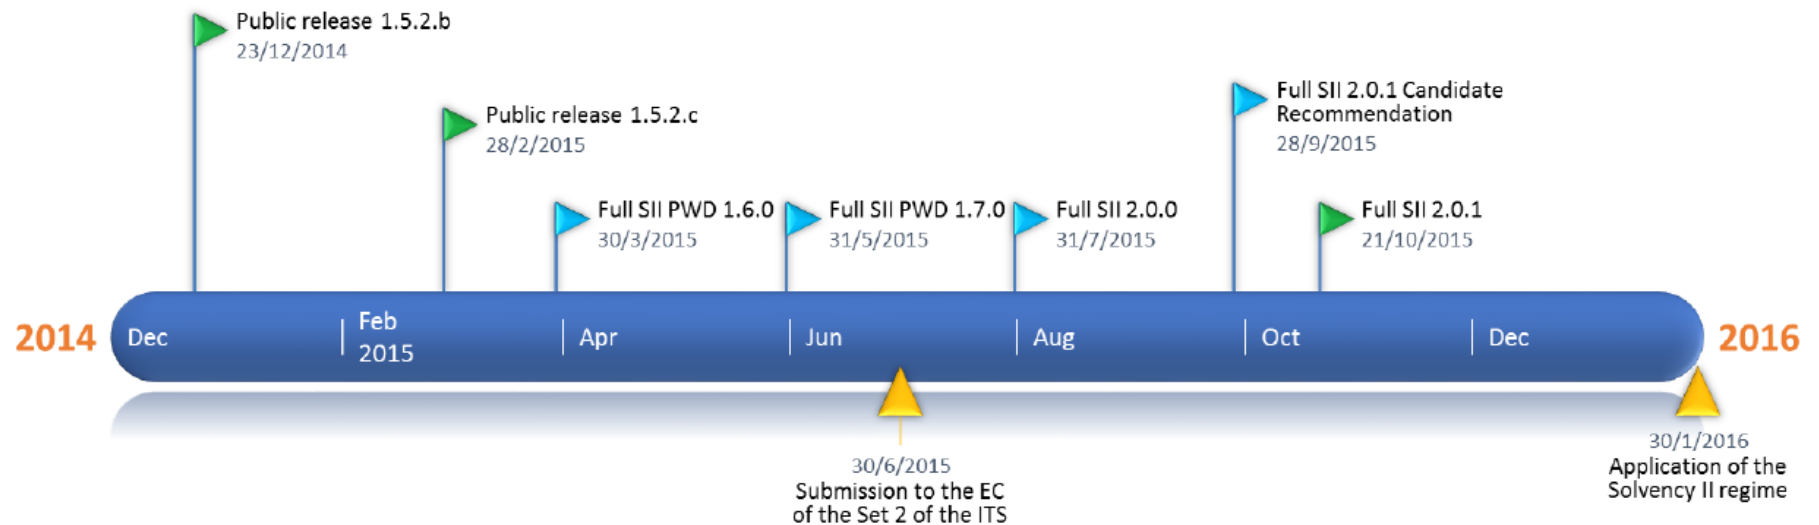 Public release 1.5.2.b
23/12/2014
Public release 1.5.2.c
28/2/2015
Full SII 2.0.1 Candidate
Recommendation
28/9/2015
Full SII PWD 1.6.0
30/3/2015
Full SII PWD 1.7.0
31/5/2015
Full SII 2.0.0
31/7/2015
Full SII 2.0.1
21/10/2015
2014
Dec
Feb
2015
Apr
Jun
Aug
Oct
Dec
2016
30/6/2015
Submission to the EC
of the Set 2 of the ITS
30/1/2016
Application of the
Solvency II regime